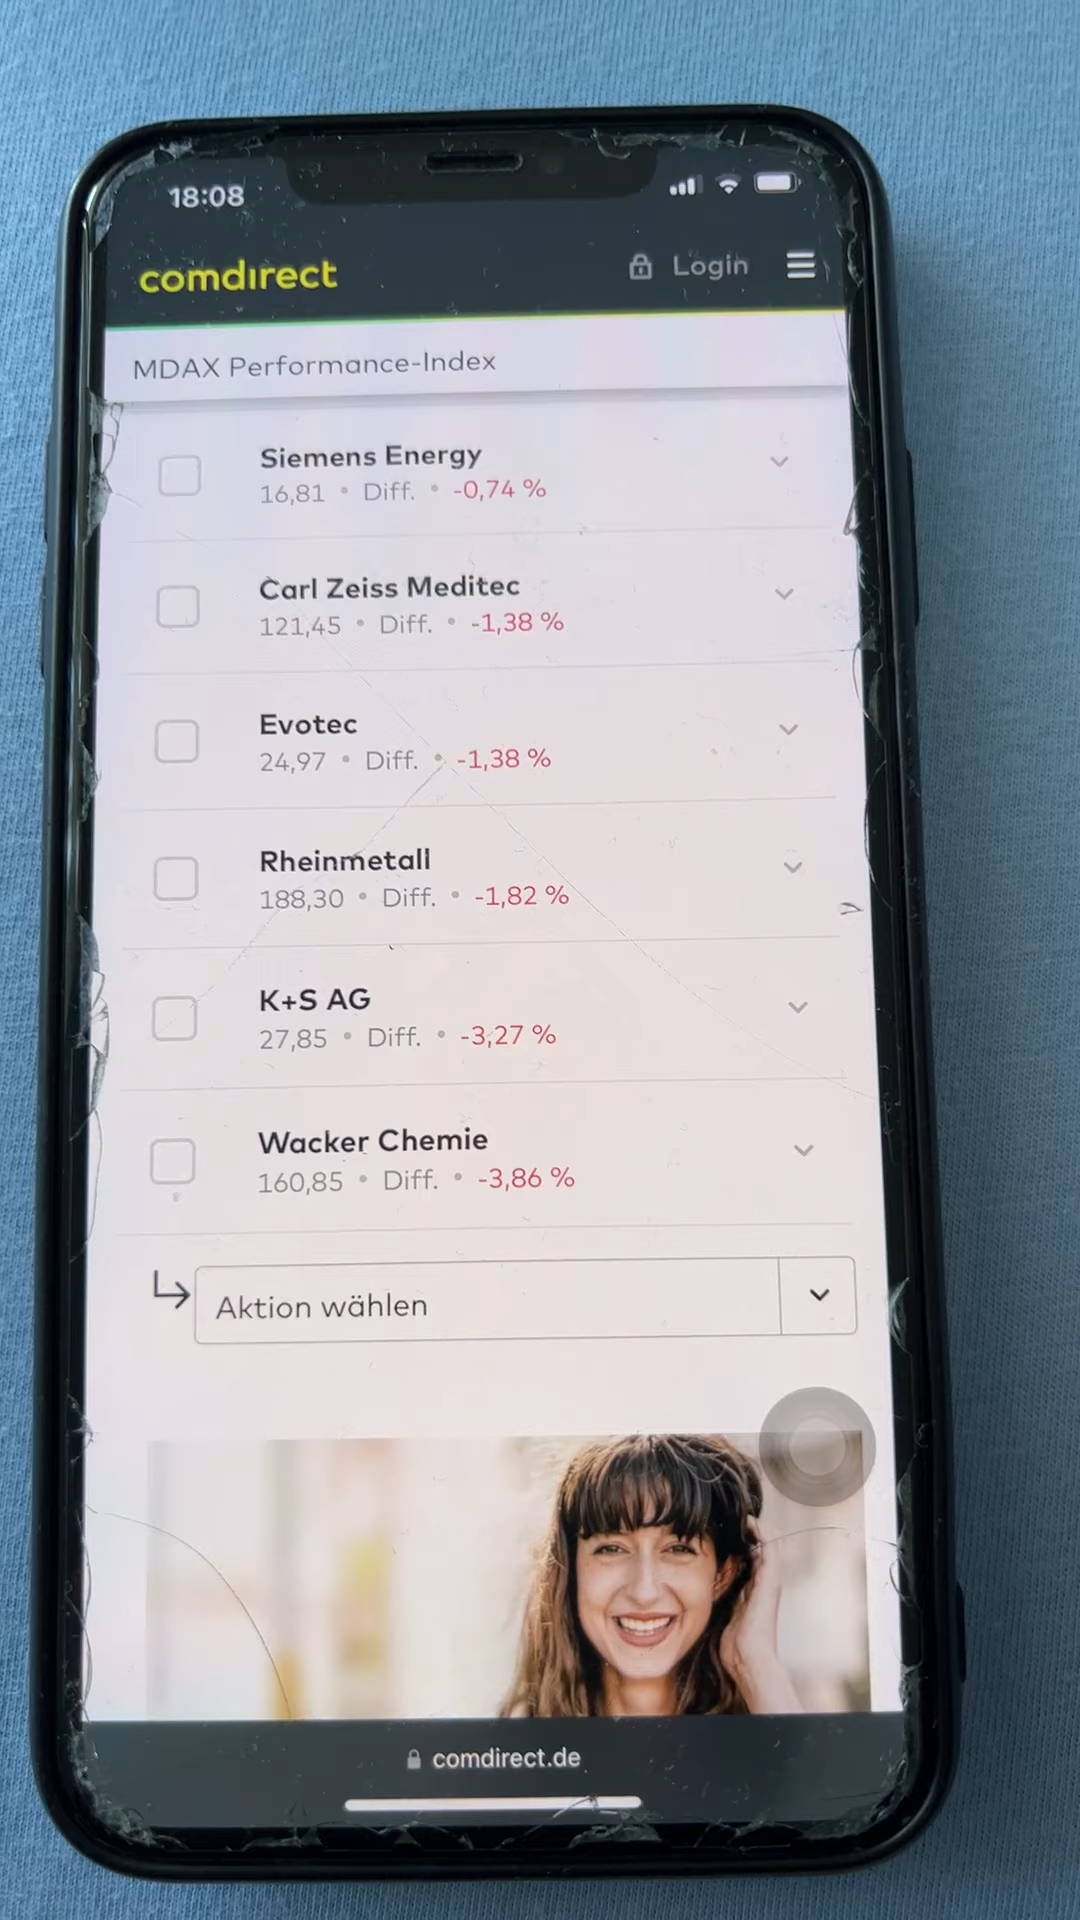 18:08
comdirect
Login
MDAX Performance-Index
Siemens Energy
16,81 • Diff. • -0,74 %
Carl Zeiss Meditec
121,45 • Diff. • -1,38 %
Evotec
24,97 • Diff. • -1,38 %
Rheinmetall
188,30 • Diff. • -1,82 %
K+S AG
27,85 • Diff. • -3,27 %
Wacker Chemie
160,85 • Diff. • -3,86 %
Aktion wählen
comdirect.de